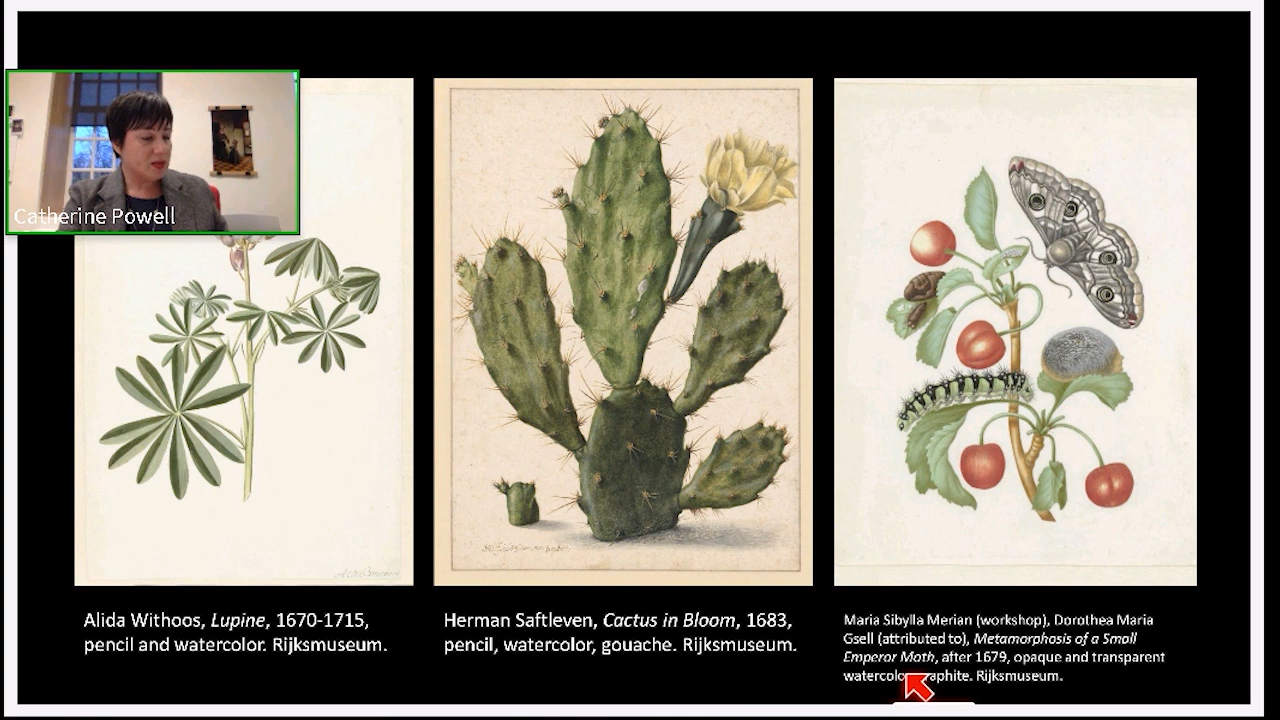 Catherine Powell
Alida Withoos, Lupine, 1670-1715,
pencil and watercolor. Rijksmuseum.
Herman Saftleven, Cactus in Bloom, 1683,
pencil, watercolor, gouache. Rijksmuseum.
Maria Sibylla Merian (workshop), Dorothea Maria
Gsell (attributed to), Metamorphosis of a Small
Emperor Moth, after 1679, opaque and transparent
Rijksmuseum.